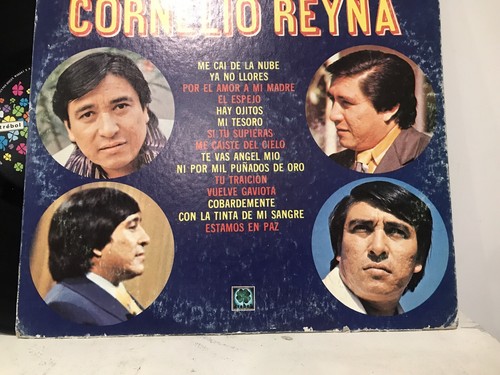 CORNELIO REYNA
ME CAI DE LA NUBE
YA NO LLORES
POR EL AMOR A MI MADRE
EL ESPEJO
HAY OJITOS
MI TESORO
SI TU SUPIERAS
ME CAISTE DEL CIELO
TE VAS ANGEL MIO
NI POR MIL PUÑADOS DE ORO
TU TRAICIÓN
VUELVE GAVIOTA
COBARDEMENTE
CON LA TINTA DE MI SANGRE
ESTAMOS EN PAZ
trébol